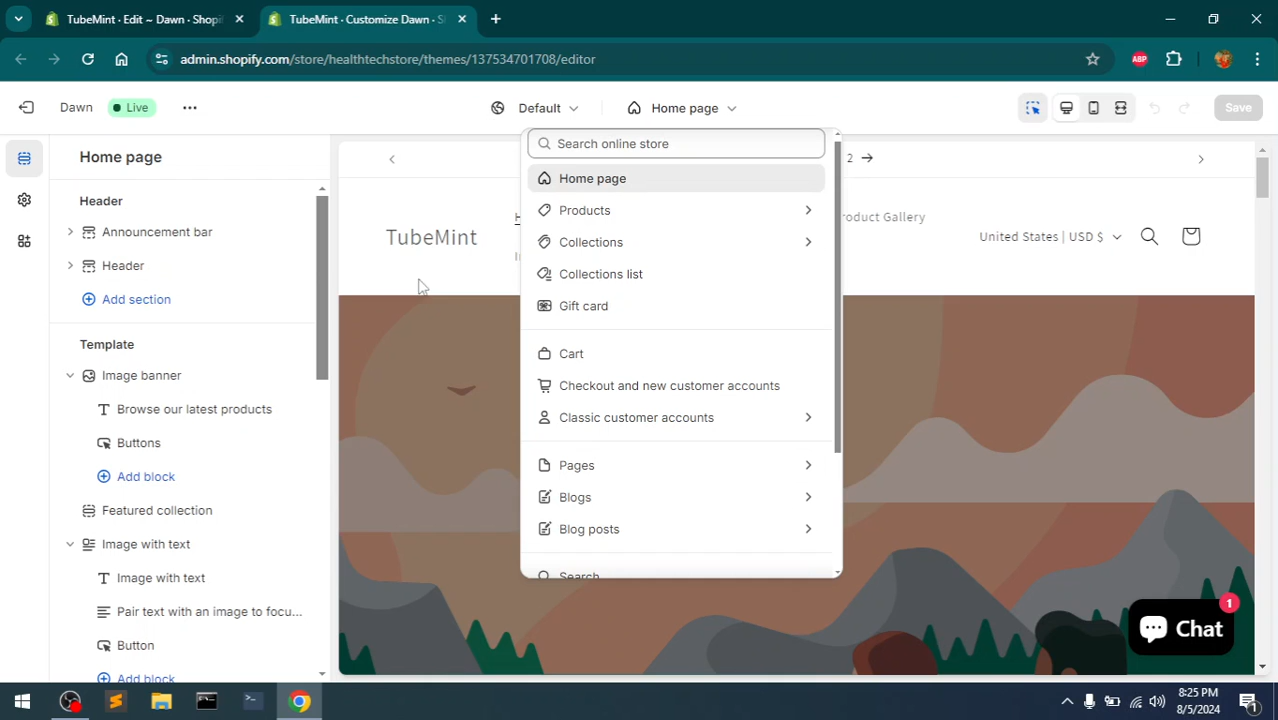 TubeMint · Edit ~ Dawn · Shopif
TubeMint · Customize Dawn · S
admin.shopify.com/store/healthtechstore/themes/137534701708/editor
ABP
Dawn
Live
Default
Home page
Save
Home page
Header
Announcement bar
Header
Add section
Template
Image banner
Browse our latest products
Buttons
Add block
Featured collection
Image with text
Image with text
Pair text with an image to focu...
Button
Add block
Search online store
Home page
Products
Collections
Collections list
Gift card
Cart
Checkout and new customer accounts
Classic customer accounts
Pages
Blogs
Blog posts
Search
2
TubeMint
roduct Gallery
United States | USD $
1
Chat
8:25 PM
8/5/2024
1